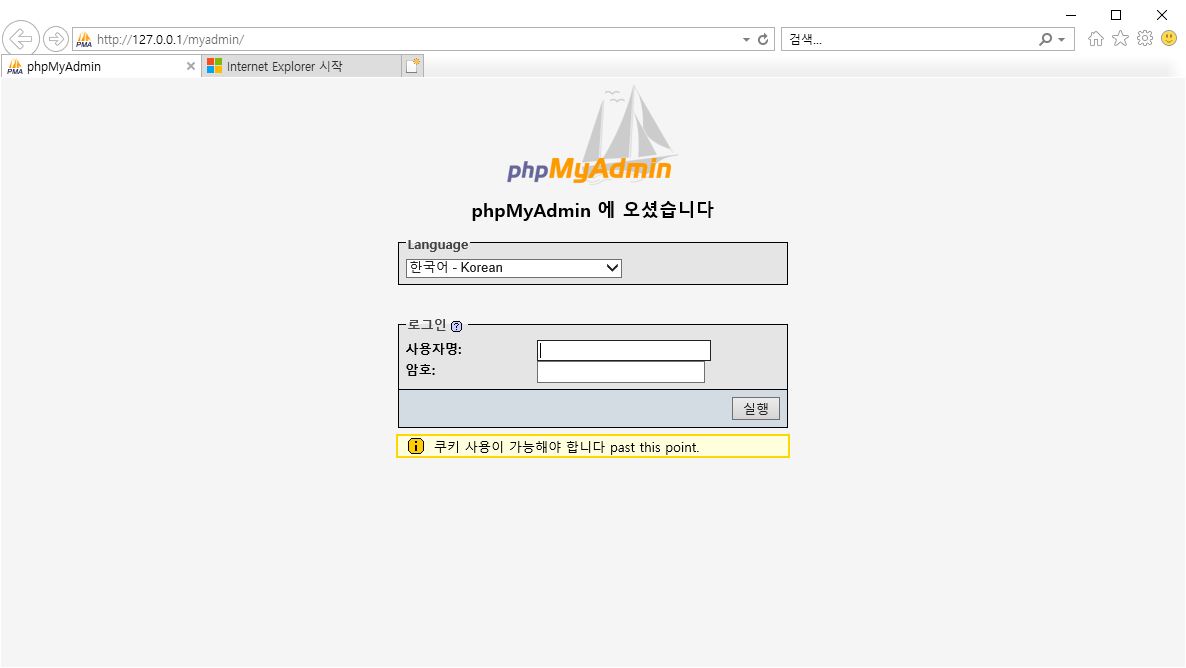 http://127.0.0.1/myadmin/
검색...
PMA
phpMyAdmin
Internet Explorer 시작
phpMyAdmin
phpMyAdmin 에 오셨습니다
Language
한국어 - Korean
로그인
사용자명:
암호:
실행
쿠키 사용이 가능해야 합니다 past this point.